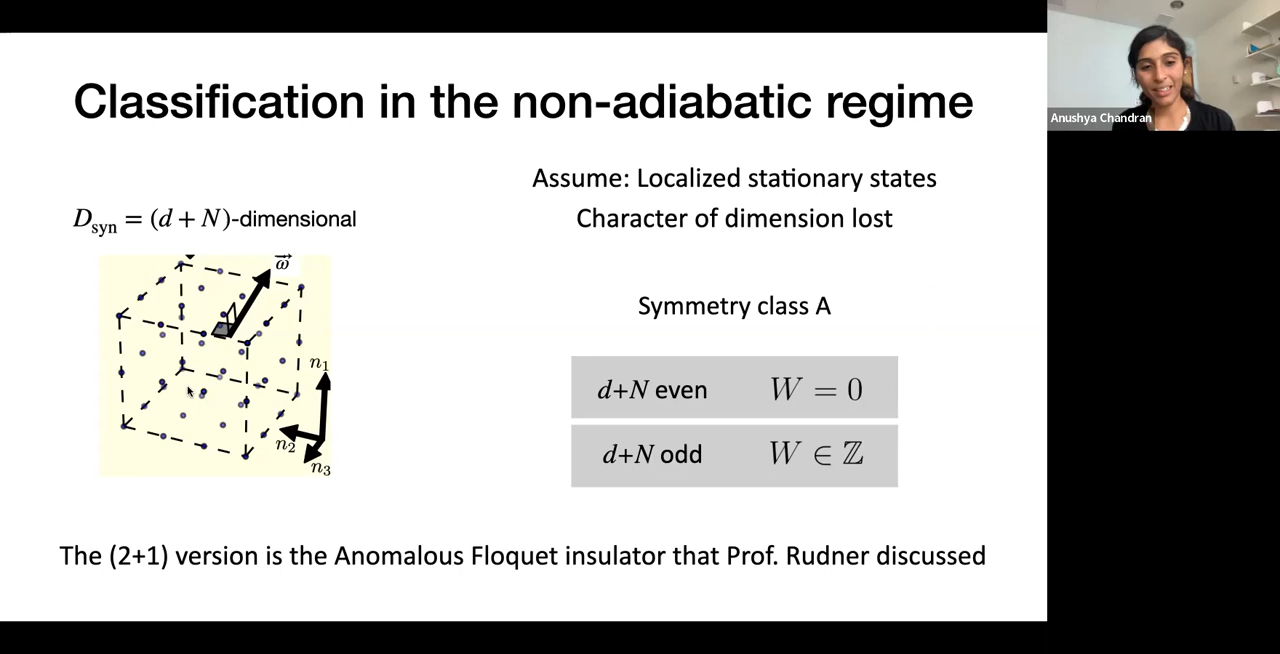 Classification in the non-adiabatic regime
Anushya Chandran
Assume: Localized stationary states
Character of dimension lost
D_syn = (d + N)-dimensional
ω⃗
n₁
n₂
n₃
Symmetry class A
d+N even W = 0
d+N odd W ∈ ℤ
The (2+1) version is the Anomalous Floquet insulator that Prof. Rudner discussed